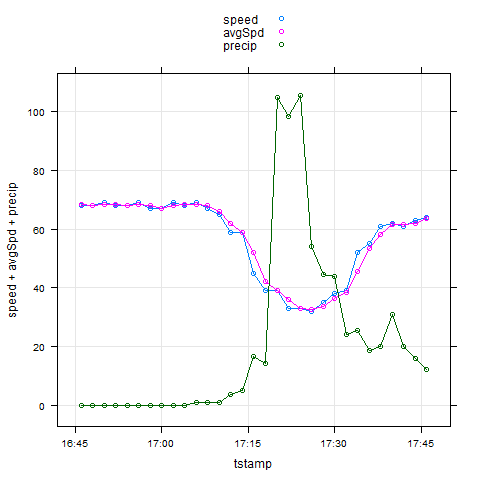 speed
avgSpd
precip
100
80
60
40
20
0
speed + avgSpd + precip
16:45 17:00 17:15 17:30 17:45
tstamp